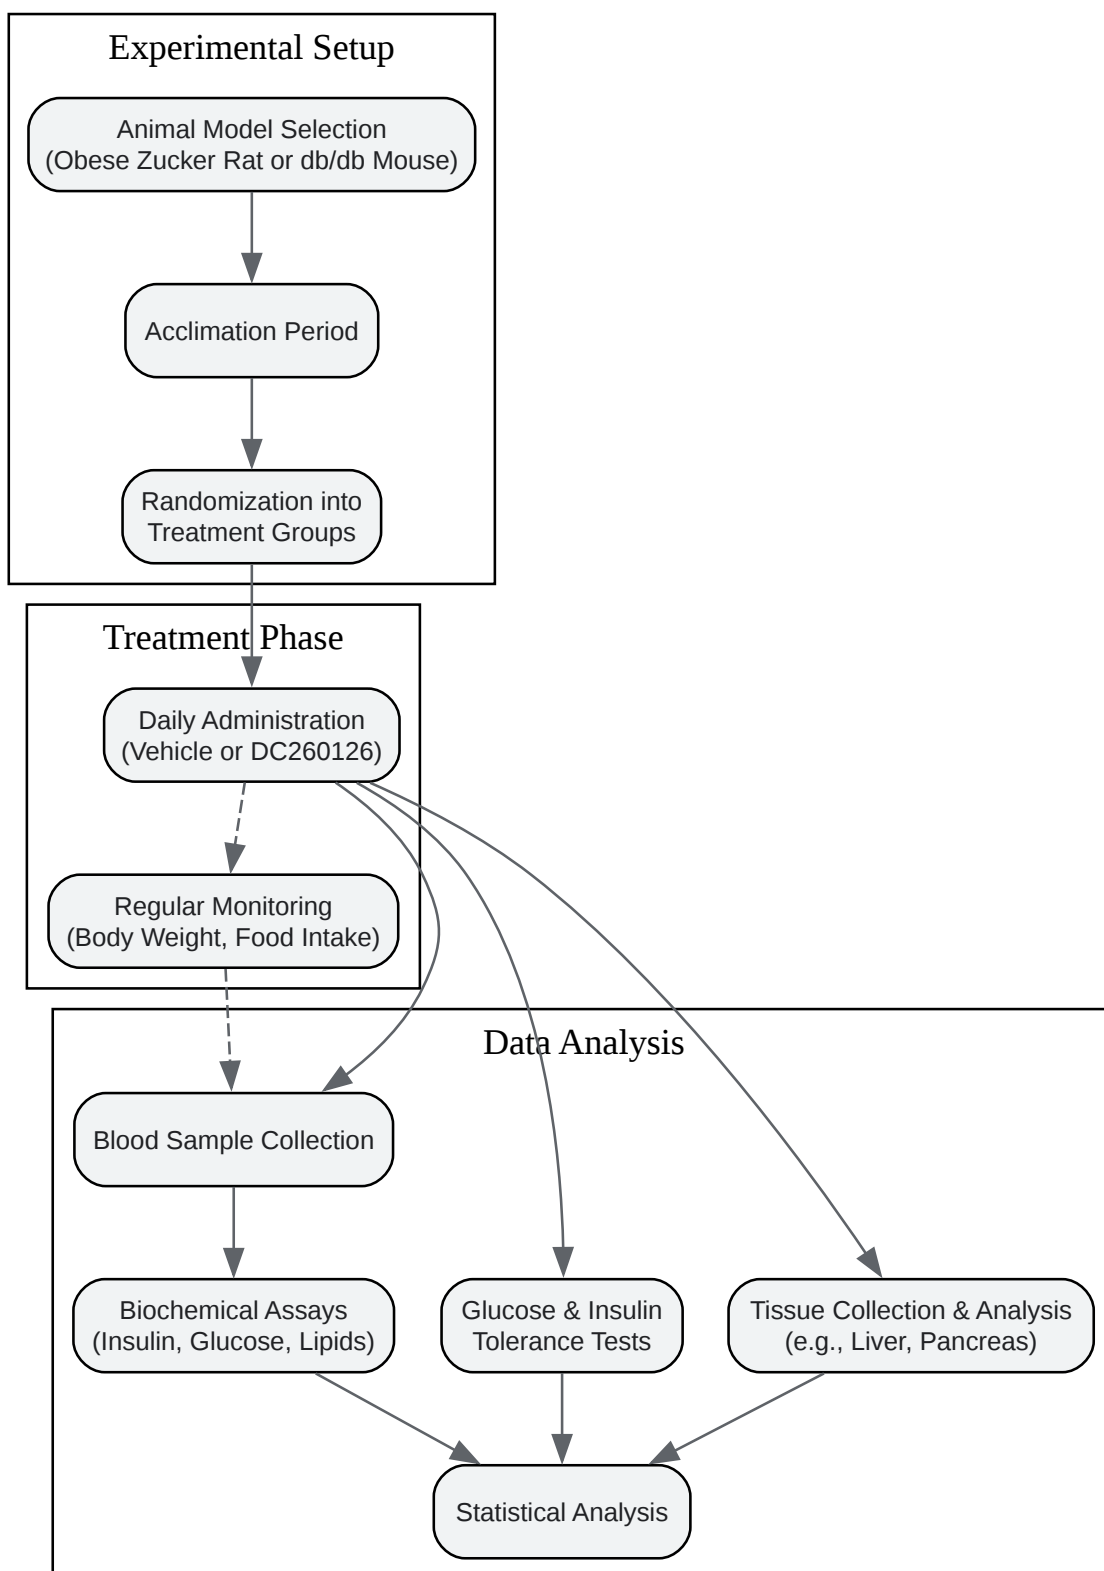 Experimental Setup
Animal Model Selection
(Obese Zucker Rat or db/db Mouse)
Acclimation Period
Randomization into
Treatment Groups
Treatment Phase
Daily Administration
(Vehicle or DC260126)
Regular Monitoring
(Body Weight, Food Intake)
Data Analysis
Blood Sample Collection
Biochemical Assays
(Insulin, Glucose, Lipids)
Glucose & Insulin
Tolerance Tests
Tissue Collection & Analysis
(e.g., Liver, Pancreas)
Statistical Analysis